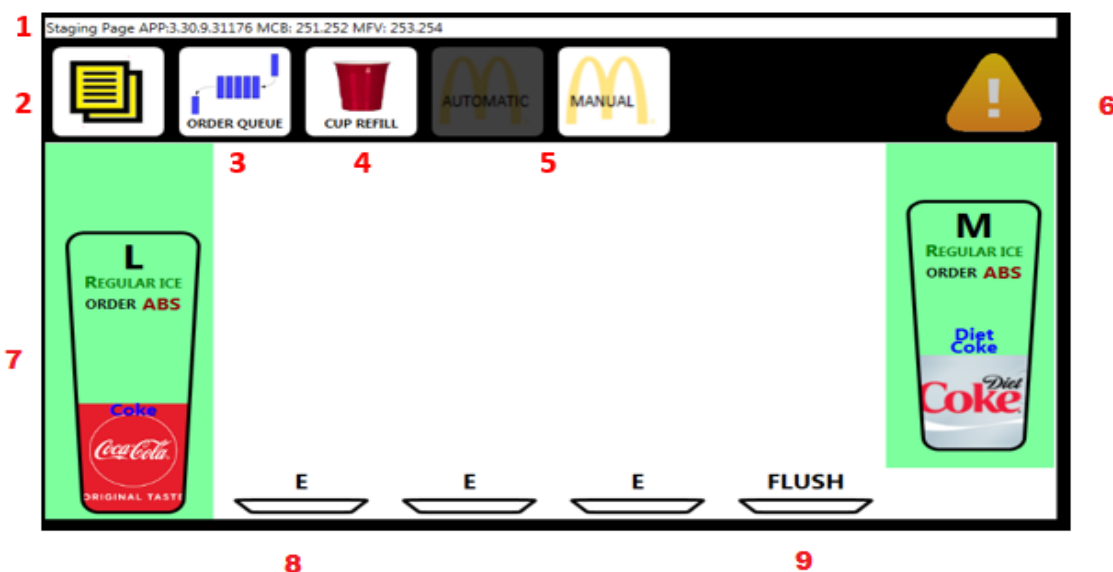 1
Staging Page APP:3.30.9.31176 MCB: 251.252 MFV: 253.254
2
ORDER QUEUE
CUP REFILL
AUTOMATIC
MANUAL
!
6
3
4
5
L
REGULAR ICE
ORDER ABS
Coke
Coca-Cola
ORIGINAL TASTE
7
M
REGULAR ICE
ORDER ABS
Diet
Coke
Diet
Coke
E
E
E
FLUSH
8
9